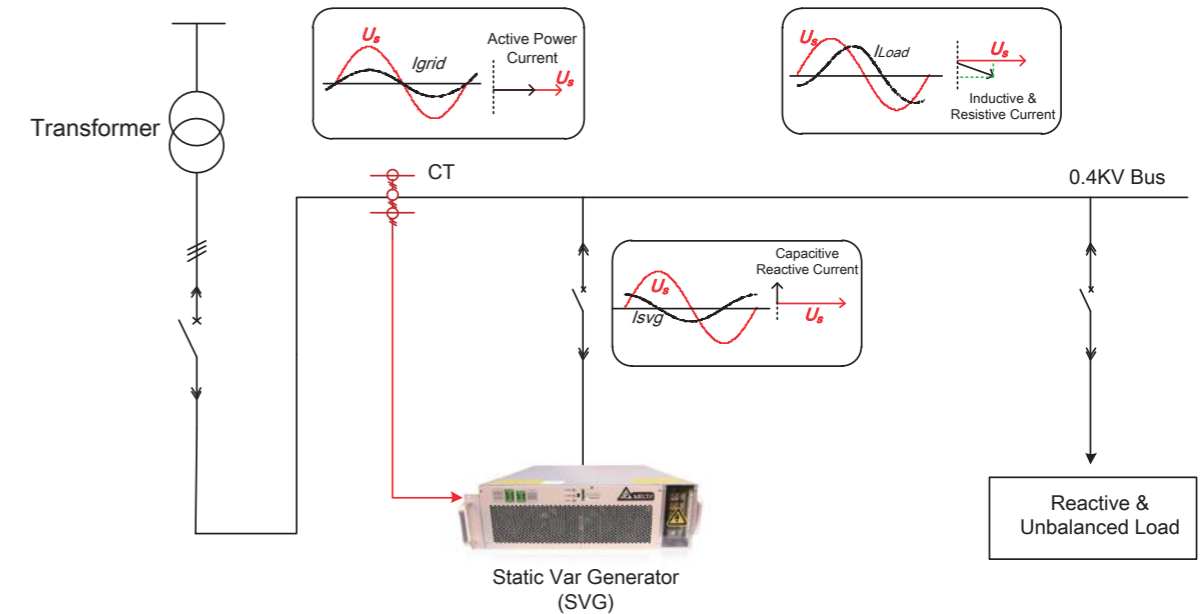 Us
Igrid
Active Power
Current
Us
Us
ILoad
Us
Inductive &
Resistive Current
Transformer
CT
0.4KV Bus
Capacitive
Reactive Current
Us
Isvg
Us
Reactive &
Unbalanced Load
Static Var Generator
(SVG)